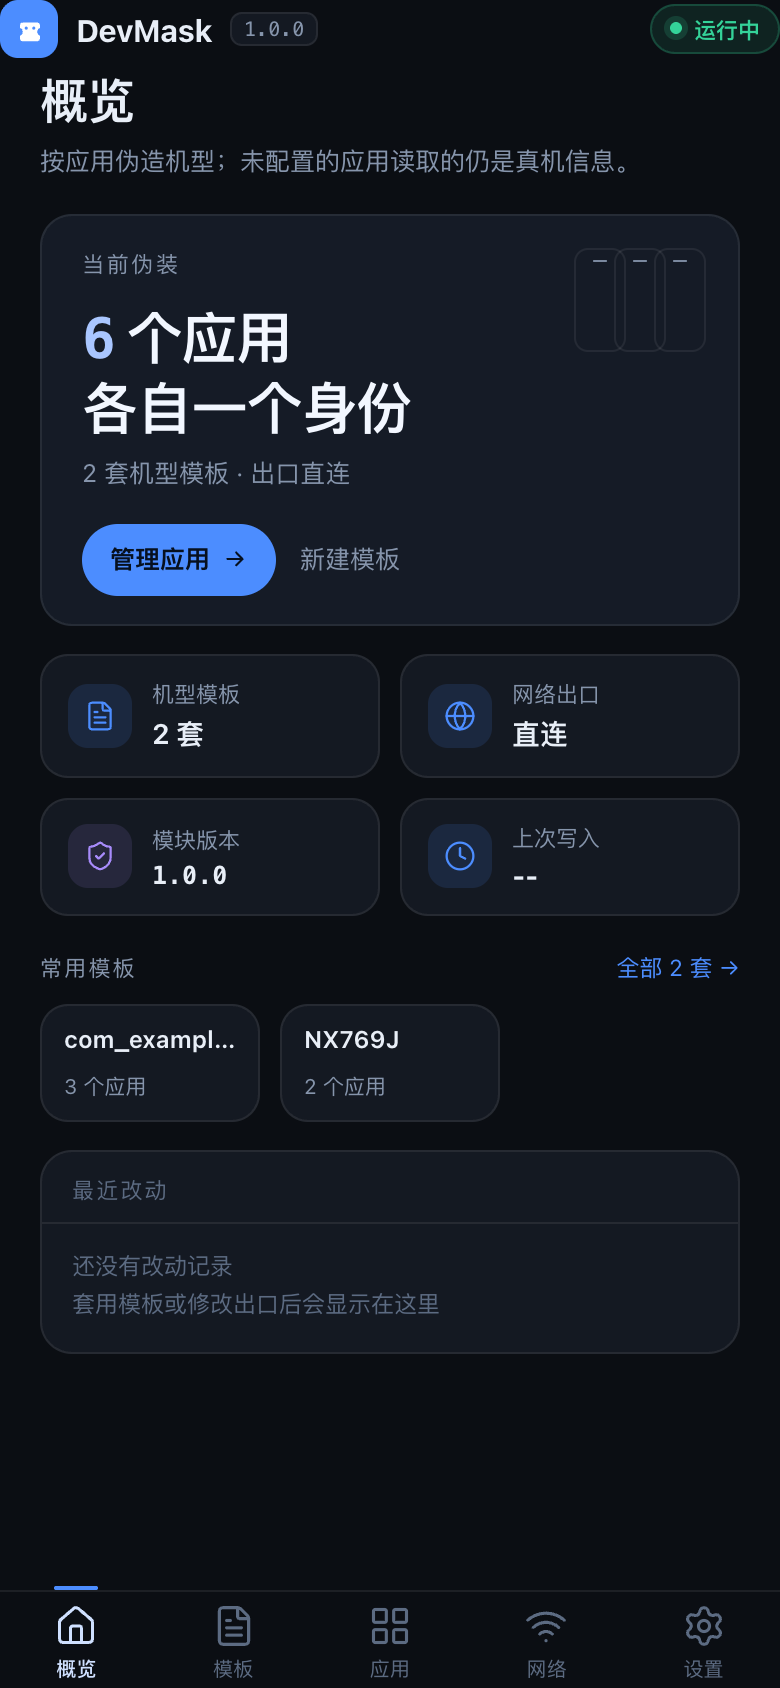 DevMask 1.0.0 运行中
概览
按应用伪造机型；未配置的应用读取的仍是真机信息。
当前伪装
6 个应用
各自一个身份
2 套机型模板 · 出口直连
管理应用 → 新建模板
机型模板
2 套
网络出口
直连
模块版本
1.0.0
上次写入
--
常用模板 全部 2 套 →
com_exampl...
3 个应用
NX769J
2 个应用
最近改动
还没有改动记录
套用模板或修改出口后会显示在这里
概览 模板 应用 网络 设置